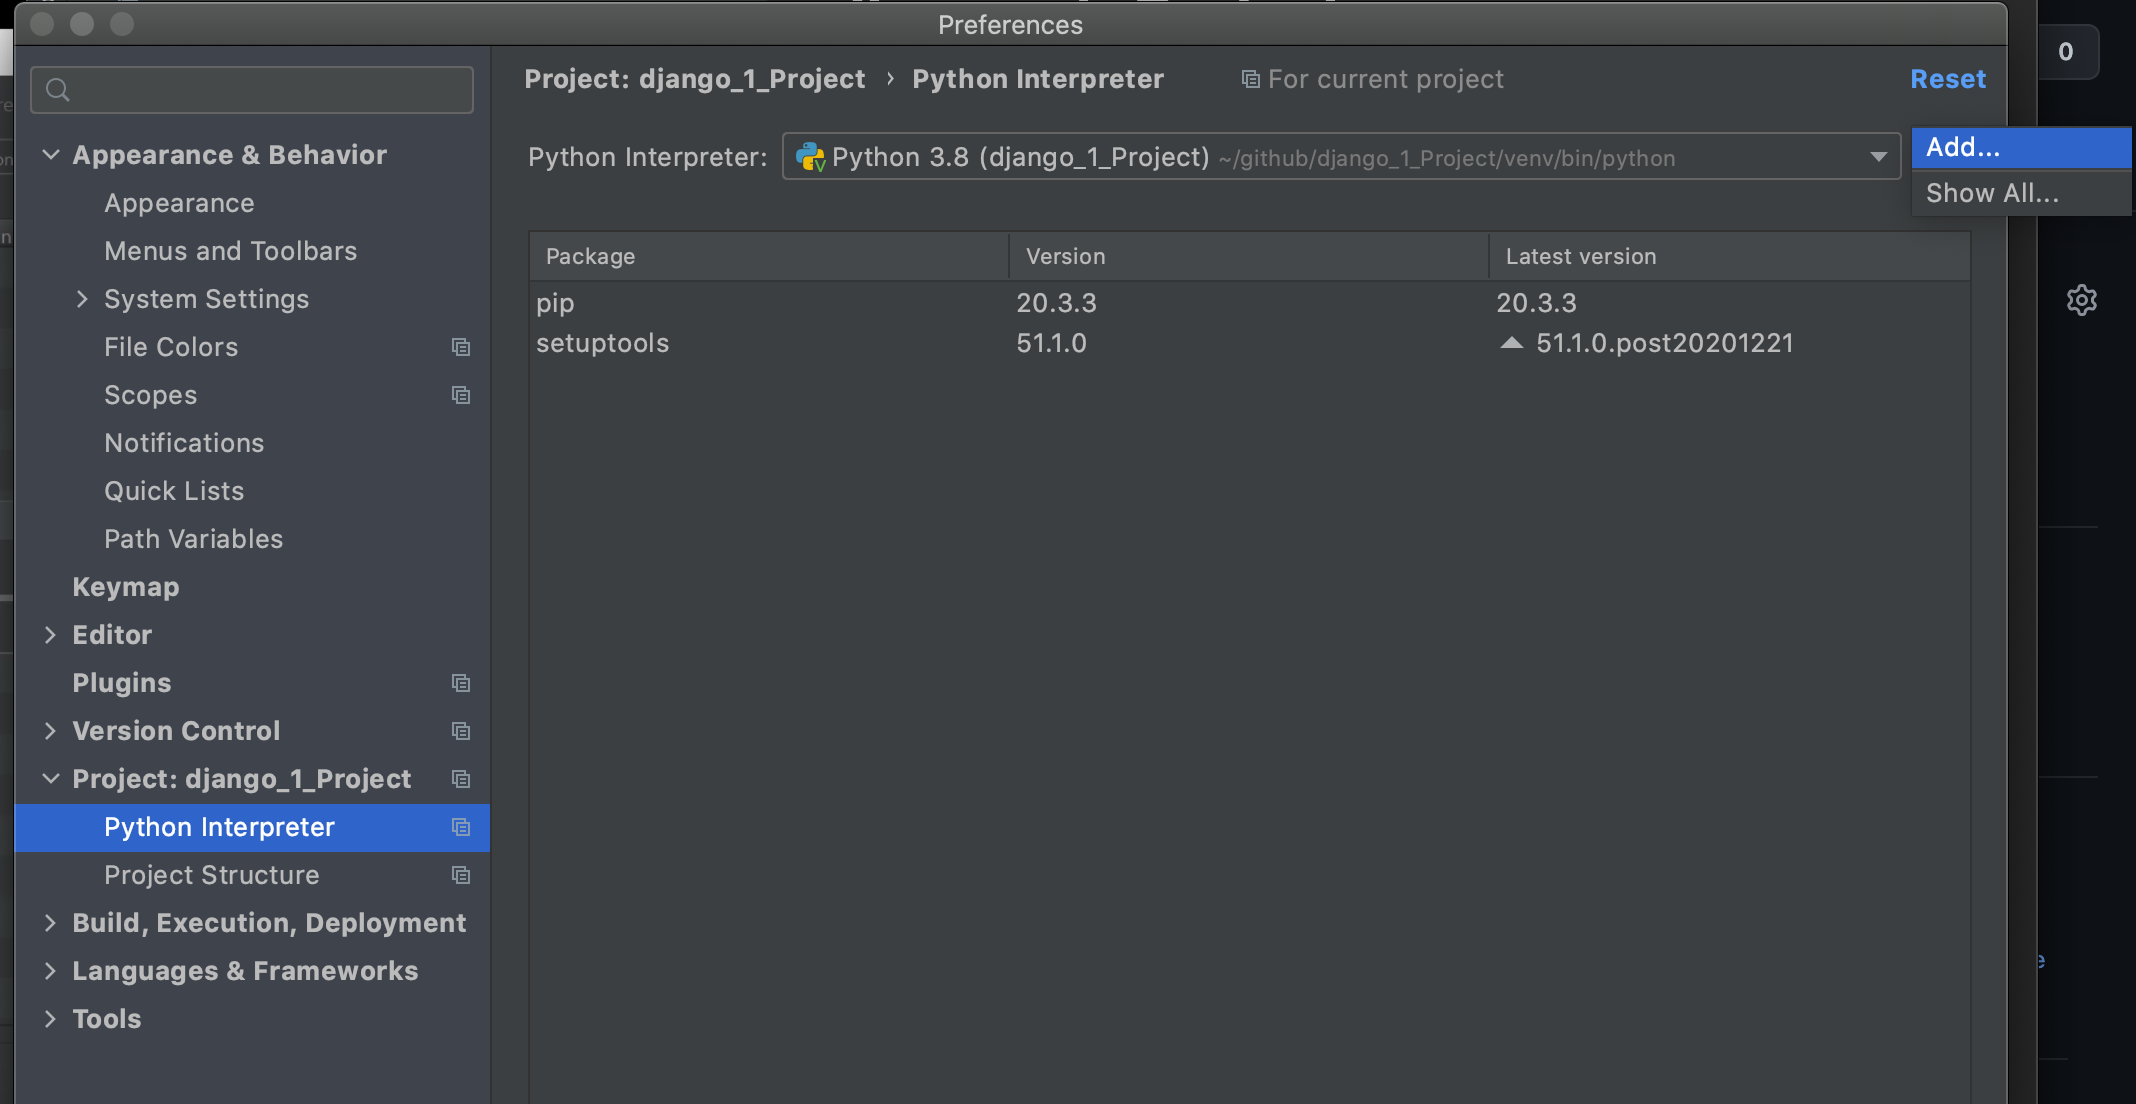 Preferences
0
Project: django_1_Project › Python Interpreter For current project Reset
Python Interpreter: Python 3.8 (django_1_Project) ~/github/django_1_Project/venv/bin/python
Add...
Show All...
Appearance & Behavior
Appearance
Menus and Toolbars
System Settings
File Colors
Scopes
Notifications
Quick Lists
Path Variables
Keymap
Editor
Plugins
Version Control
Project: django_1_Project
Python Interpreter
Project Structure
Build, Execution, Deployment
Languages & Frameworks
Tools
Package Version Latest version
pip 20.3.3 20.3.3
setuptools 51.1.0 51.1.0.post20201221